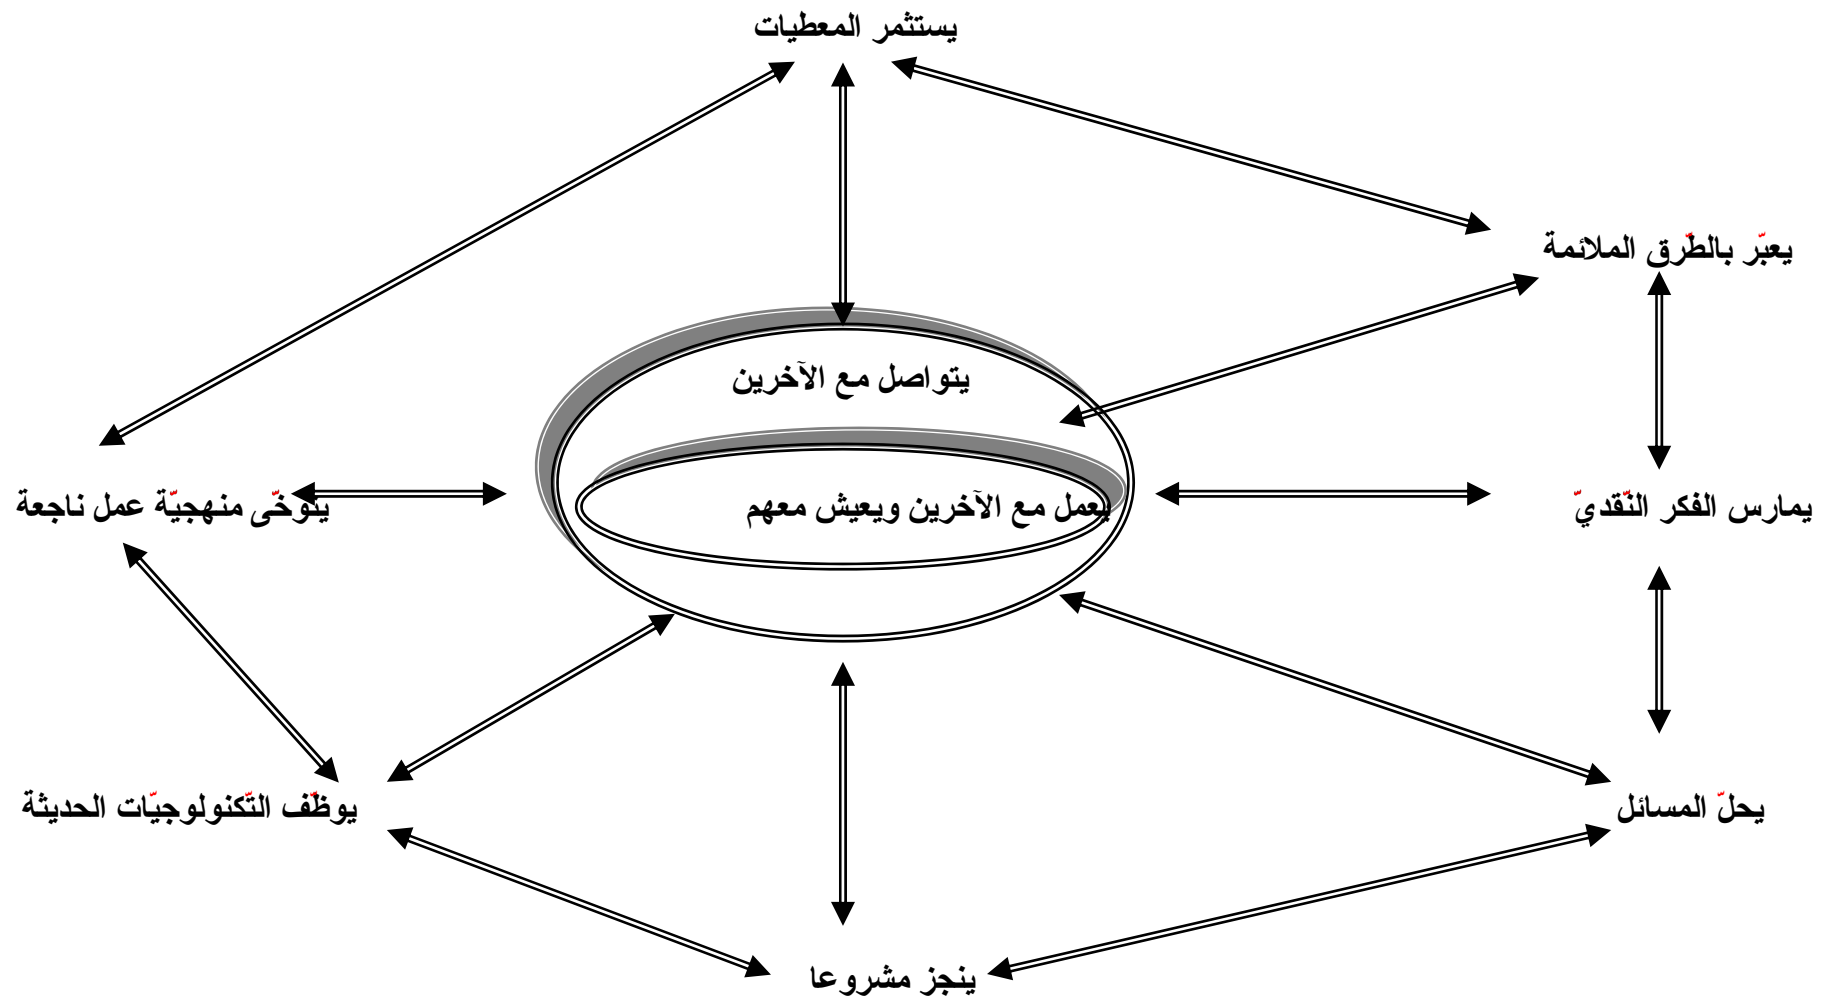 يستثمر المعطيات
يعبّر بالطّرق الملائمة
يتواصل مع الآخرين
يمارس الفكر النّقديّ
يعمل مع الآخرين ويعيش معهم
يتوخّى منهجيّة عمل ناجعة
يحلّ المسائل
يوظّف التّكنولوجيّات الحديثة
ينجز مشروعا